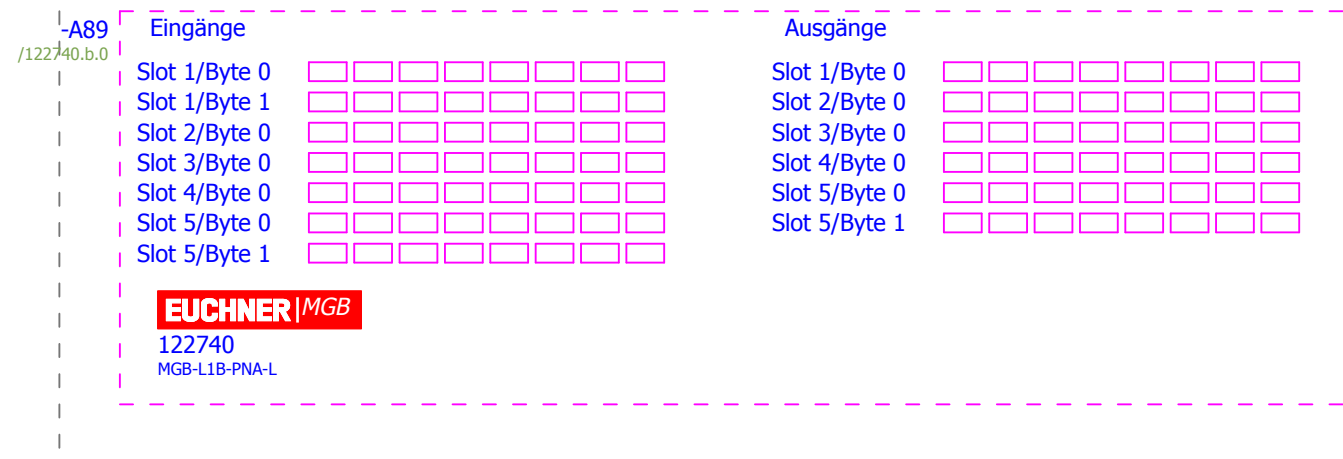 -A89
/122740.b.0
Eingänge
Slot 1/Byte 0
Slot 1/Byte 1
Slot 2/Byte 0
Slot 3/Byte 0
Slot 4/Byte 0
Slot 5/Byte 0
Slot 5/Byte 1
Ausgänge
Slot 1/Byte 0
Slot 2/Byte 0
Slot 3/Byte 0
Slot 4/Byte 0
Slot 5/Byte 0
Slot 5/Byte 1
EUCHNER|MGB
122740
MGB-L1B-PNA-L